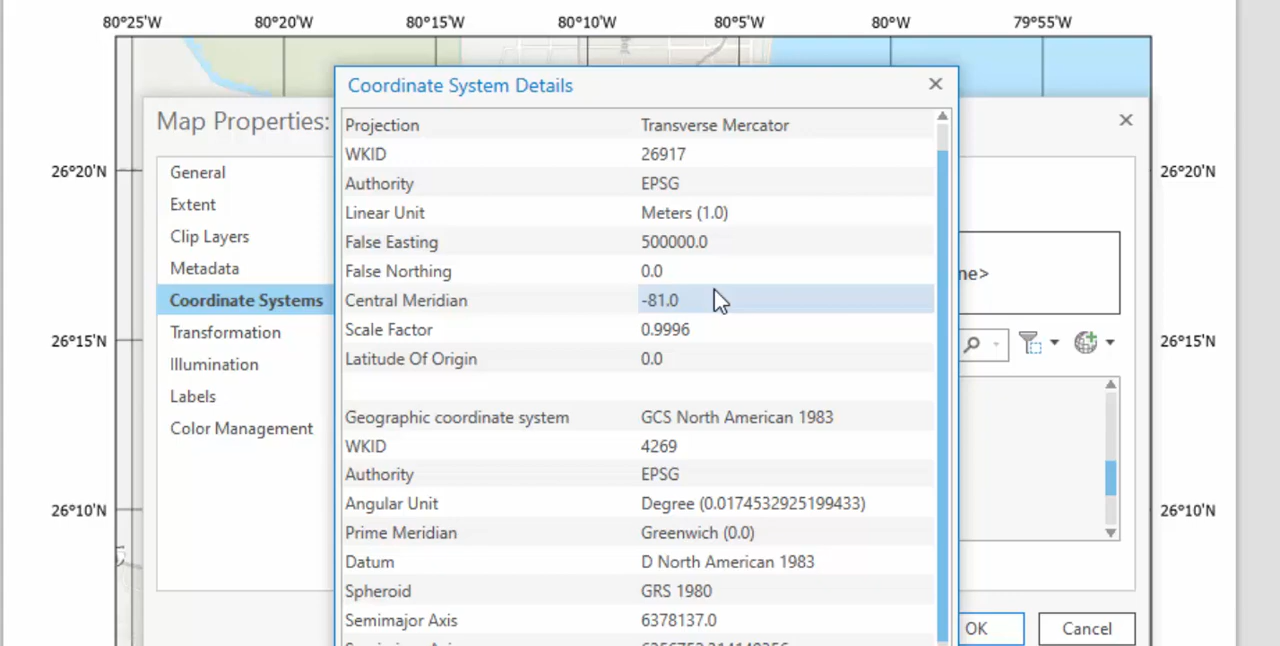 80°25'W 80°20'W 80°15'W 80°10'W 80°5'W 80°W 79°55'W
Coordinate System Details
Map Properties:
Projection Transverse Mercator
WKID 26917
26°20'N General 26°20'N
Authority EPSG
Extent
Linear Unit Meters (1.0)
Clip Layers
False Easting 500000.0
Metadata
False Northing 0.0 ne>
Coordinate Systems
Central Meridian -81.0
Transformation
Scale Factor 0.9996
26°15'N 26°15'N
Illumination
Latitude Of Origin 0.0
Labels
Geographic coordinate system GCS North American 1983
Color Management
WKID 4269
Authority EPSG
Angular Unit Degree (0.0174532925199433)
26°10'N 26°10'N
Prime Meridian Greenwich (0.0)
Datum D North American 1983
Spheroid GRS 1980
Semimajor Axis 6378137.0
OK Cancel